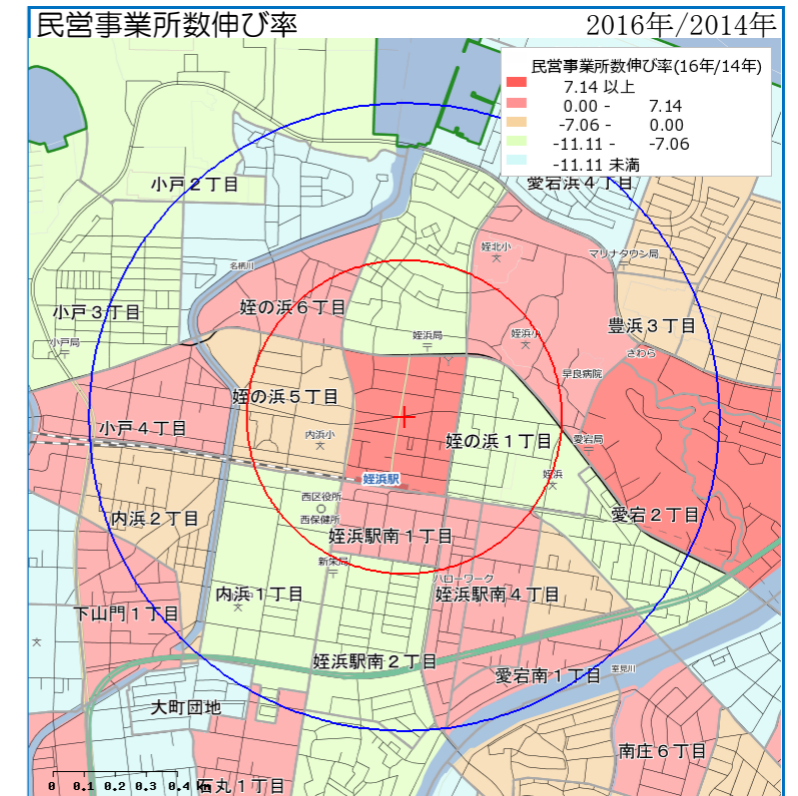 民営事業所数伸び率
2016年/2014年
民営事業所数伸び率(16年/14年)
7.14 以上
0.00 - 7.14
-7.06 - 0.00
-11.11 - -7.06
-11.11 未満
小戸2丁目
愛宕浜4丁目
姪北小
マリナタウン局
名柄川
姪の浜6丁目
小戸3丁目
豊浜3丁目
姪浜局
姪浜小
小戸局
さわら
早良病院
姪の浜5丁目
小戸4丁目
内浜小
姪の浜1丁目
愛宕局
姪浜駅
姪浜
西区役所
内浜2丁目
西保健所
愛宕2丁目
姪浜駅南1丁目
新栄局
ハローワーク
内浜1丁目
姪浜駅南4丁目
下山門1丁目
姪浜駅南2丁目
室見川
愛宕南1丁目
大町団地
南庄6丁目
0 0.1 0.2 0.3 0.4 km
石丸1丁目